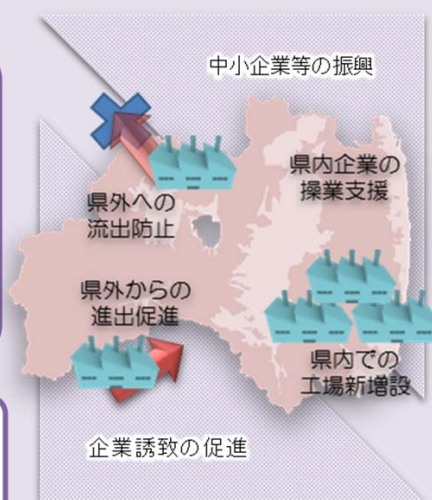 中小企業等の振興
県内企業の
操業支援
県外への
流出防止
県外からの
進出促進
県内での
工場新増設
企業誘致の促進